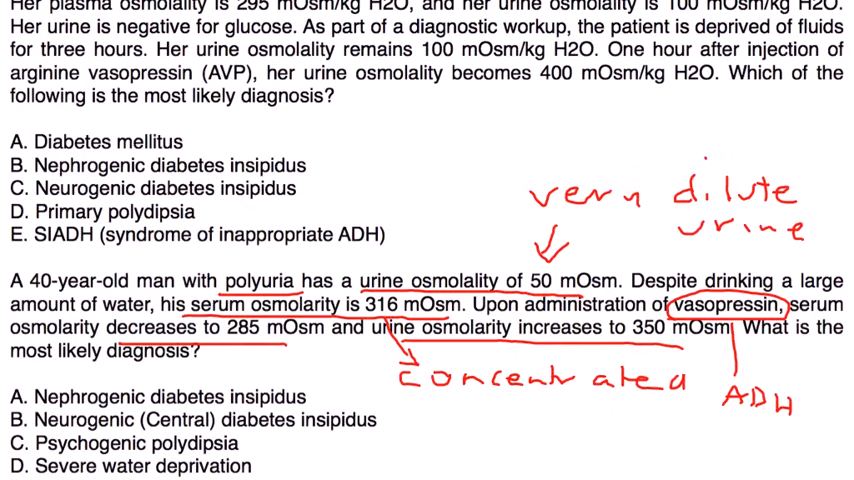 Her plasma osmolality is 295 mOsm/kg H2O, and her urine osmolality is 100 mOsm/kg H2O.
Her urine is negative for glucose. As part of a diagnostic workup, the patient is deprived of fluids
for three hours. Her urine osmolality remains 100 mOsm/kg H2O. One hour after injection of
arginine vasopressin (AVP), her urine osmolality becomes 400 mOsm/kg H2O. Which of the
following is the most likely diagnosis?
A. Diabetes mellitus
B. Nephrogenic diabetes insipidus
C. Neurogenic diabetes insipidus
D. Primary polydipsia
E. SIADH (syndrome of inappropriate ADH)
very dilute
urine
A 40-year-old man with polyuria has a urine osmolality of 50 mOsm. Despite drinking a large
amount of water, his serum osmolarity is 316 mOsm. Upon administration of vasopressin, serum
osmolarity decreases to 285 mOsm and urine osmolarity increases to 350 mOsm. What is the
most likely diagnosis?
concentrated
ADH
A. Nephrogenic diabetes insipidus
B. Neurogenic (Central) diabetes insipidus
C. Psychogenic polydipsia
D. Severe water deprivation